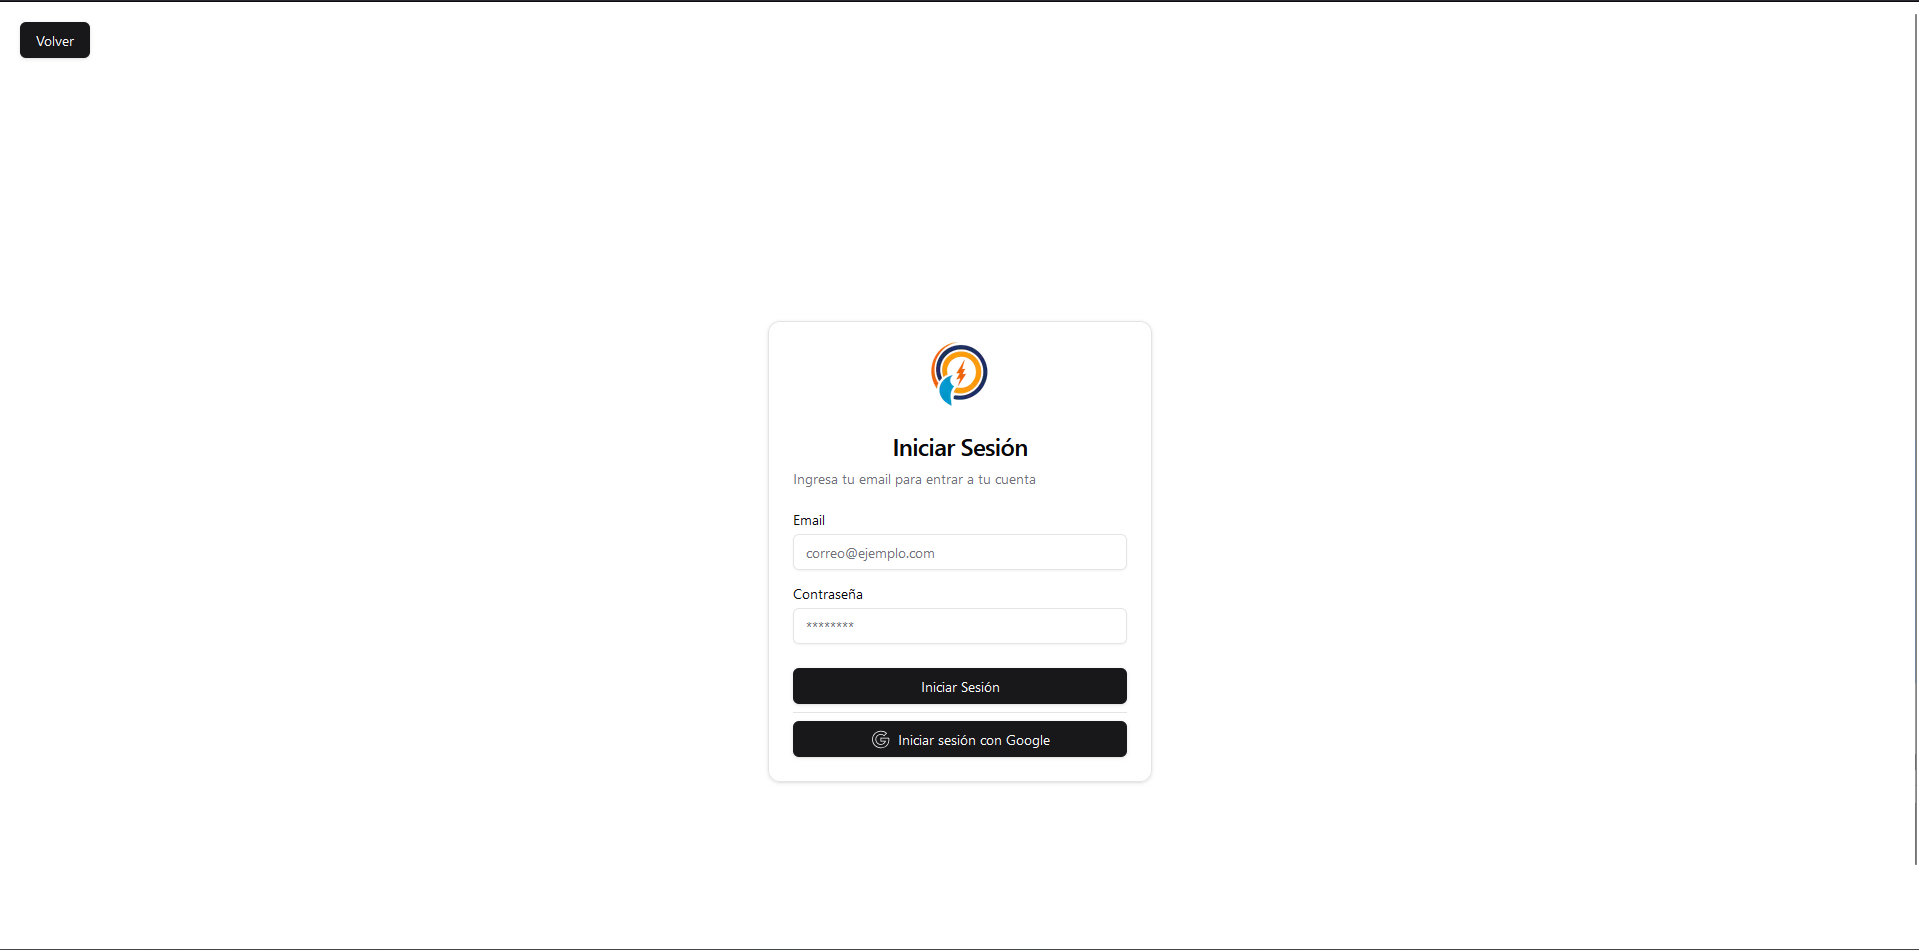 Volver
Iniciar Sesión
Ingresa tu email para entrar a tu cuenta
Email
correo@ejemplo.com
Contraseña
********
Iniciar Sesión
Iniciar sesión con Google